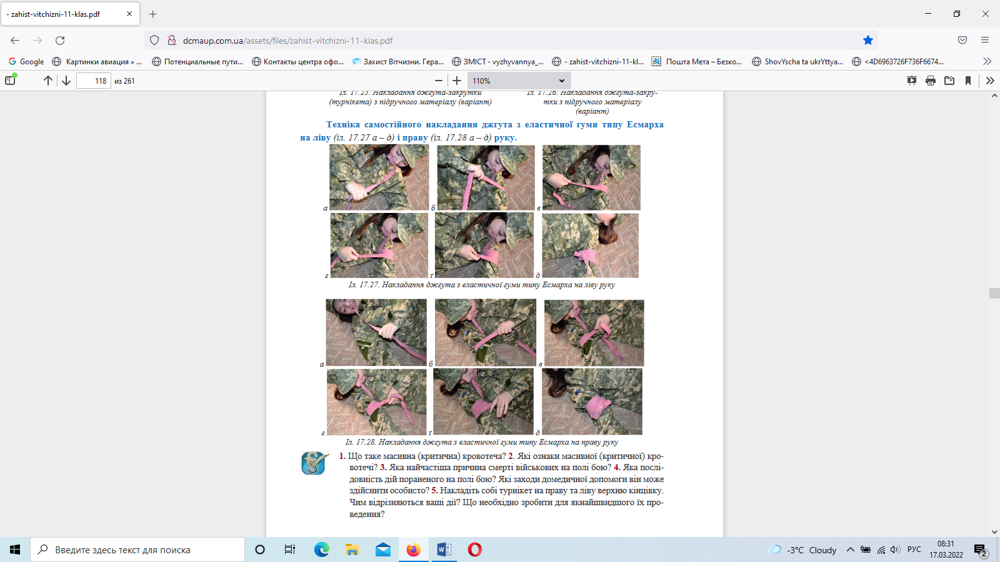 - zahist-vitchizni-11-klas.pdf
dcmaup.com.ua/assets/files/zahist-vitchizni-11-klas.pdf
Google Картинки авиация » ... Потенциальные пути... Контакты центра офо... Захист Вітчизни. Гера... ЗМІСТ - vyzhyvannya_... - zahist-vitchizni-11-kl... Пошта Мета – Безко... ShovYscha ta ukrYttya... <4D6963726F736F6674...
118 из 261 110%
Іл. 17.25. Накладання джгута-закрутки
(турнікета) з підручного матеріалу (варіант)
Іл. 17.26. Накладання джгута-закру-
тки з підручного матеріалу
(варіант)
Техніка самостійного накладання джгута з еластичної гуми типу Есмарха
на ліву (іл. 17.27 а – д) і праву (іл. 17.28 а – д) руку.
а б в
г ґ д
Іл. 17.27. Накладання джгута з еластичної гуми типу Есмарха на ліву руку
а б в
г ґ д
Іл. 17.28. Накладання джгута з еластичної гуми типу Есмарха на праву руку
1. Що таке масивна (критична) кровотеча? 2. Які ознаки масивної (критичної) кро-
вотечі? 3. Яка найчастіша причина смерті військових на полі бою? 4. Яка послі-
довність дій пораненого на полі бою? Які заходи домедичної допомоги він може
здійснити особисто? 5. Накладіть собі турнікет на праву та ліву верхню кінцівку.
Чим відрізняються ваші дії? Що необхідно зробити для якнайшвидшого їх про-
ведення?
Введите здесь текст для поиска
-3°C Cloudy
РУС
08:31
17.03.2022
2